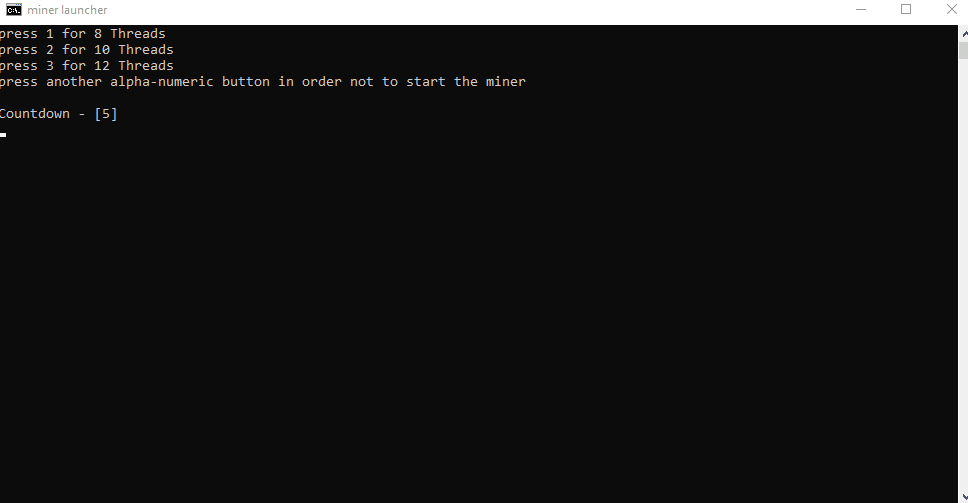 miner launcher
press 1 for 8 Threads
press 2 for 10 Threads
press 3 for 12 Threads
press another alpha-numeric button in order not to start the miner
Countdown - [5]